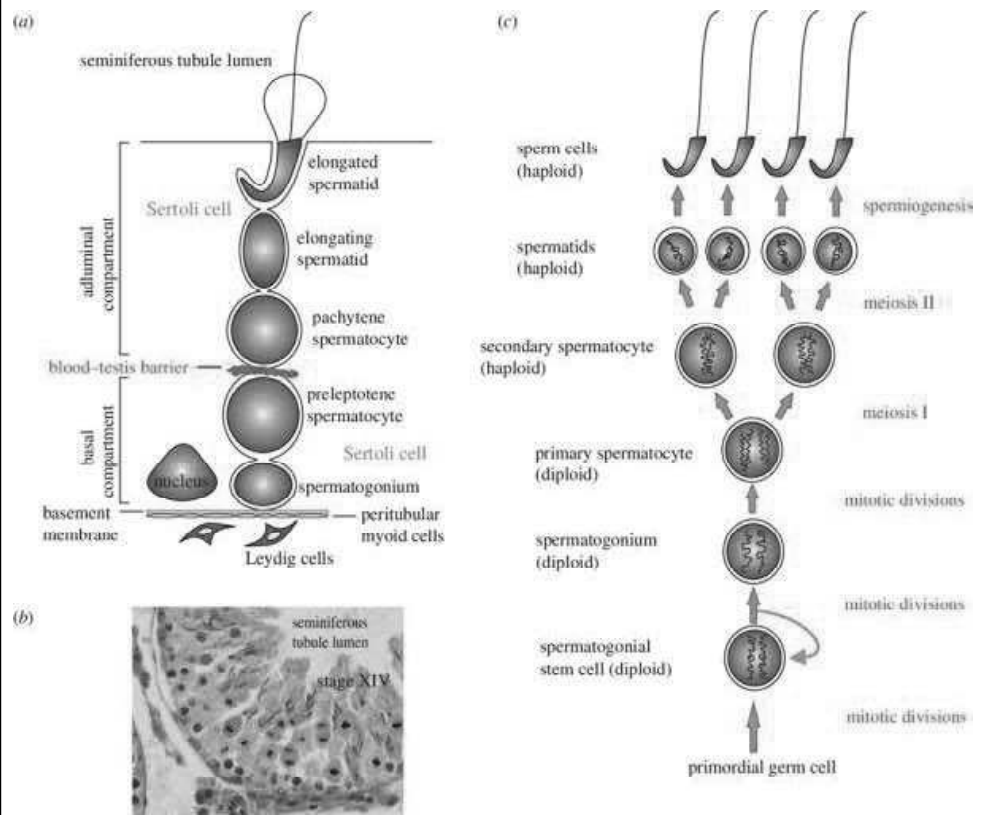 (a)
seminiferous tubule lumen
elongated
spermatid
Sertoli cell
elongating
spermatid
adluminal
compartment
pachytene
spermatocyte
blood–testis barrier
preleptotene
spermatocyte
basal
compartment
Sertoli cell
nucleus
spermatogonium
basement
membrane
peritubular
myoid cells
Leydig cells
(b)
seminiferous
tubule lumen
stage XIV
(c)
sperm cells
(haploid)
spermiogenesis
spermatids
(haploid)
meiosis II
secondary spermatocyte
(haploid)
meiosis I
primary spermatocyte
(diploid)
mitotic divisions
spermatogonium
(diploid)
mitotic divisions
spermatogonial
stem cell (diploid)
mitotic divisions
primordial germ cell